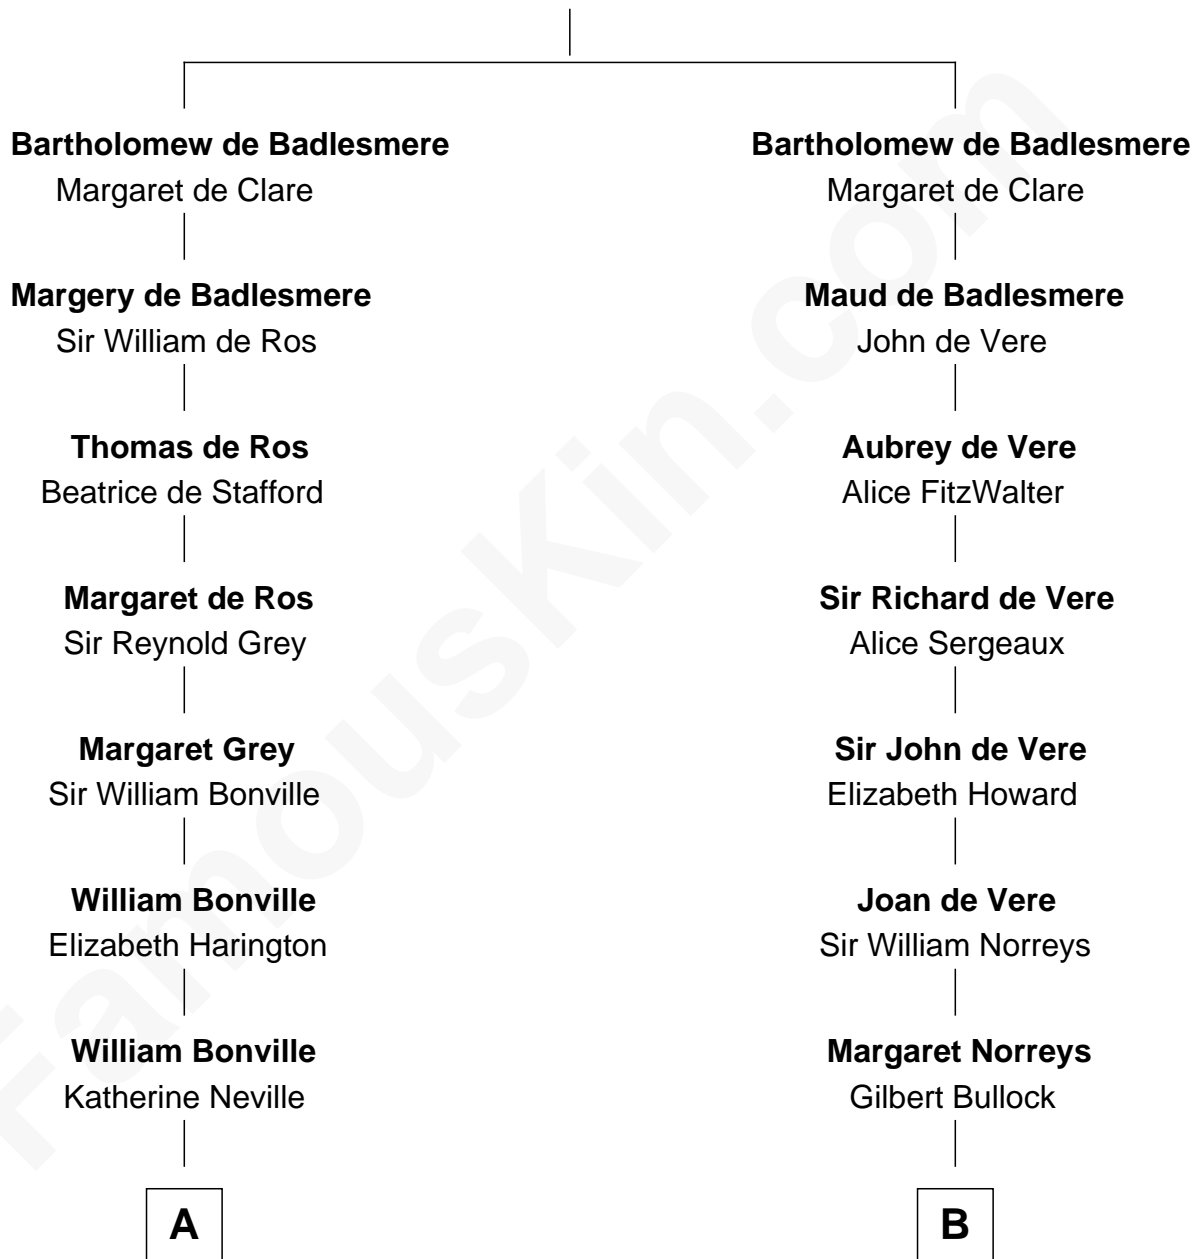 Bartholomew de Badlesmere
Margaret de Clare
Margery de Badlesmere
Sir William de Ros
Thomas de Ros
Beatrice de Stafford
Margaret de Ros
Sir Reynold Grey
Margaret Grey
Sir William Bonville
William Bonville
Elizabeth Harington
William Bonville
Katherine Neville
A
Bartholomew de Badlesmere
Margaret de Clare
Maud de Badlesmere
John de Vere
Aubrey de Vere
Alice FitzWalter
Sir Richard de Vere
Alice Sergeaux
Sir John de Vere
Elizabeth Howard
Joan de Vere
Sir William Norreys
Margaret Norreys
Gilbert Bullock
B
FamousKin.com